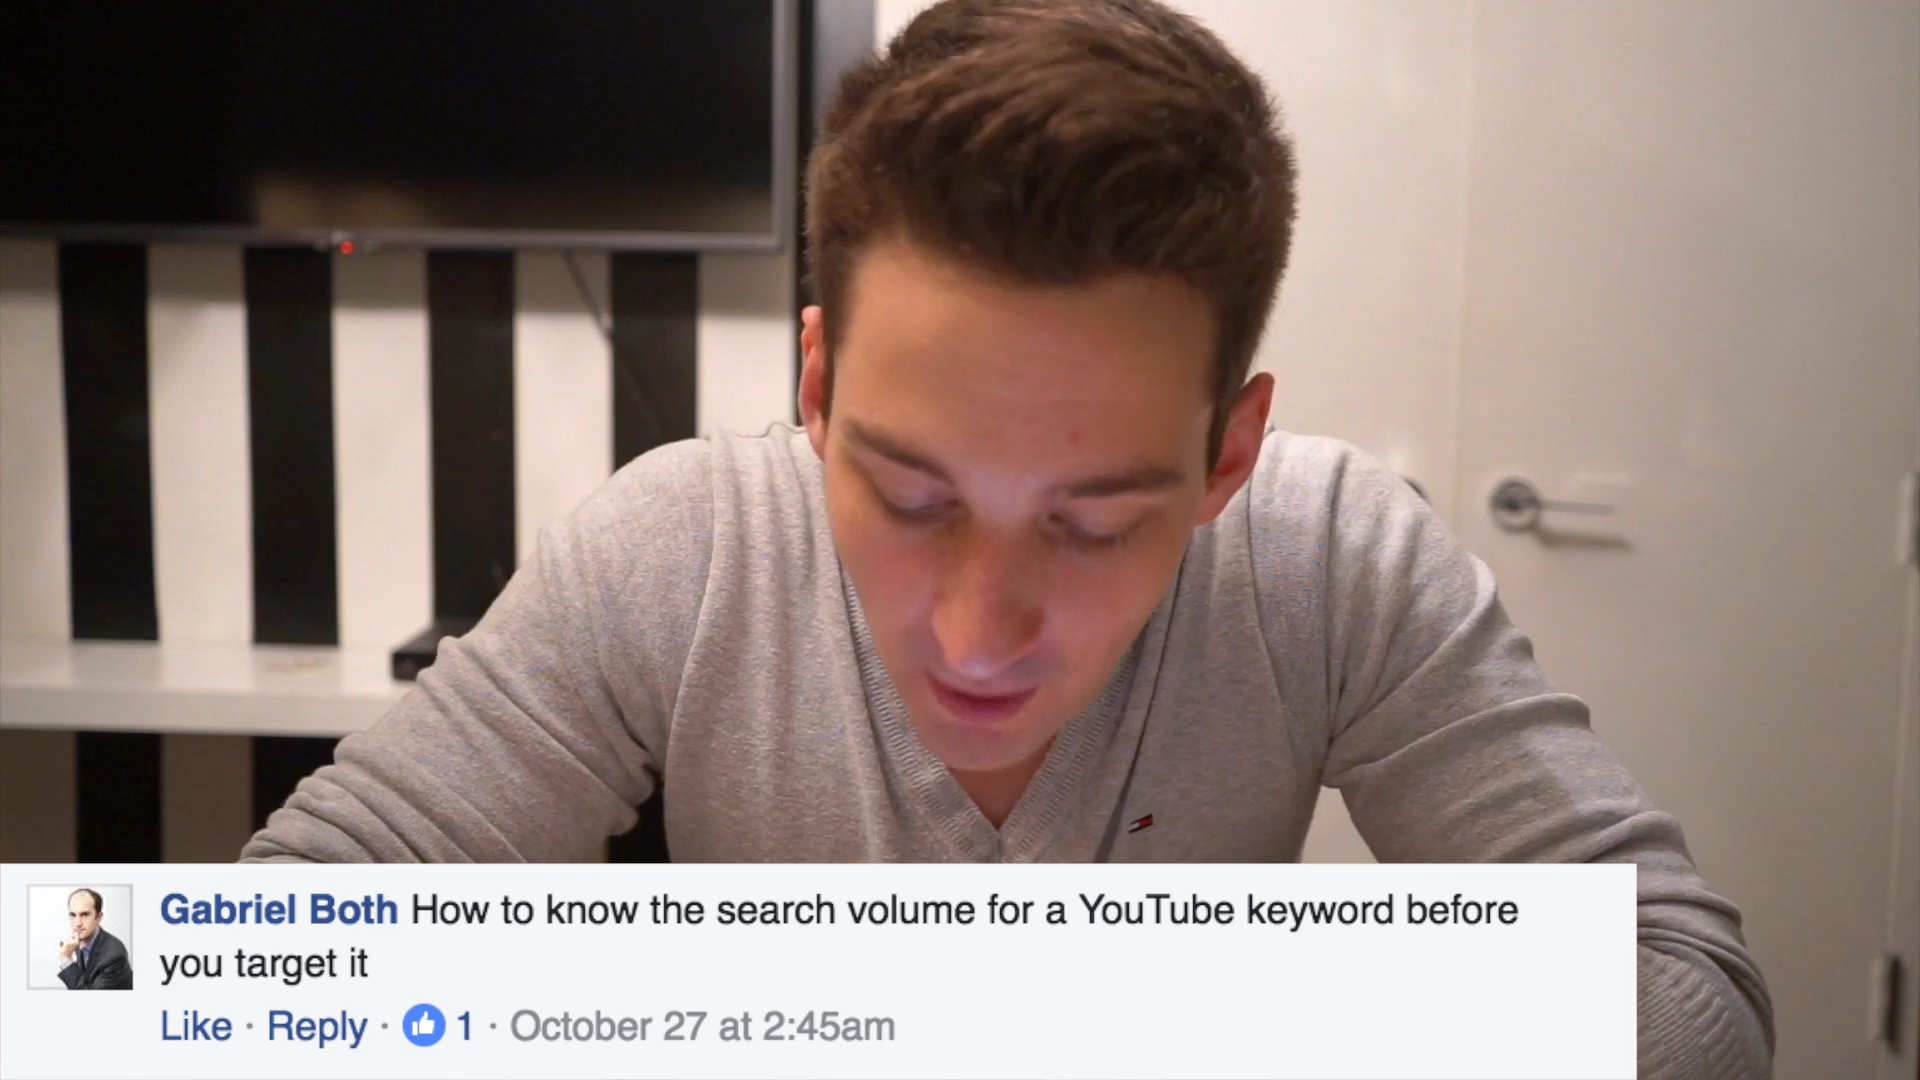 Gabriel Both How to know the search volume for a YouTube keyword before
you target it
Like · Reply · 1 · October 27 at 2:45am